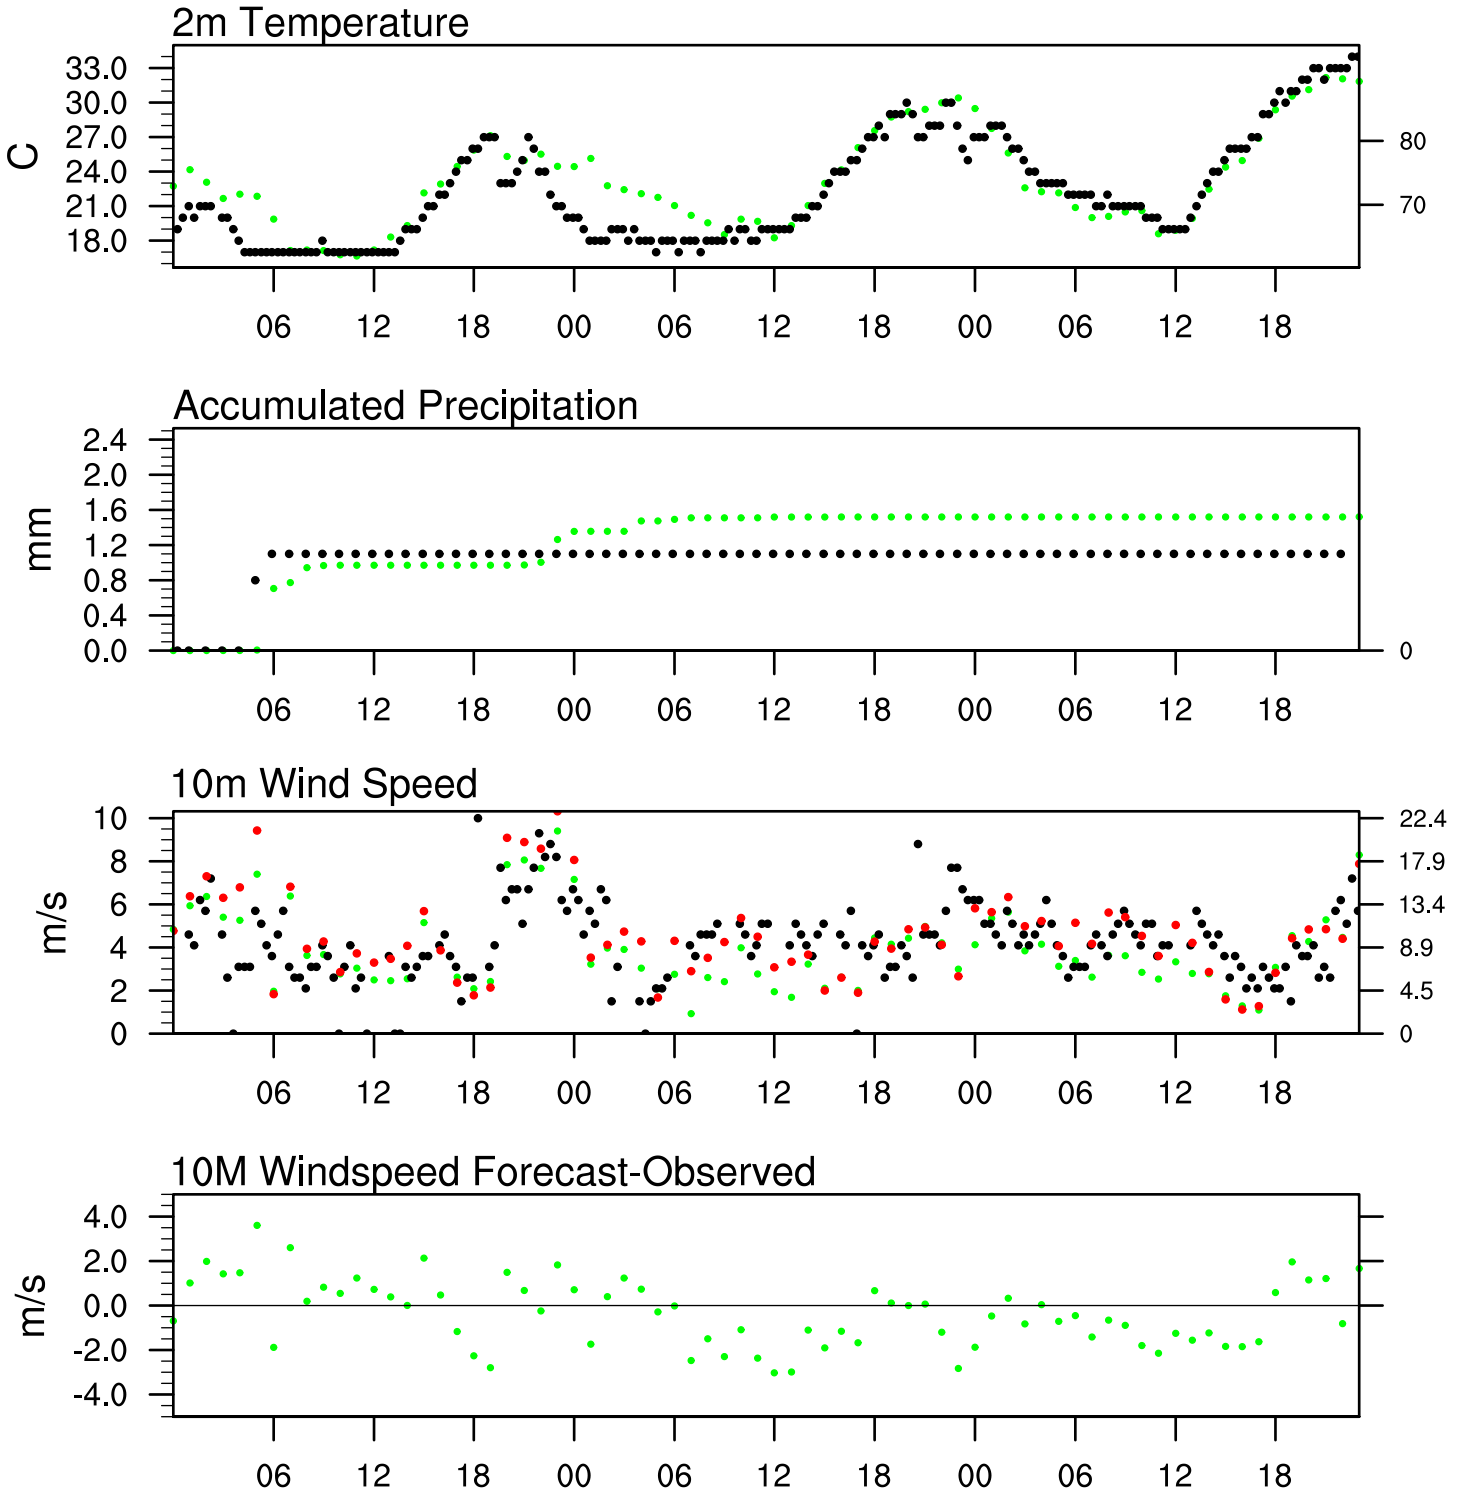 2m Temperature
33.0
30.0
27.0
24.0
21.0
18.0
C
80
70
06 12 18 00 06 12 18 00 06 12 18
Accumulated Precipitation
2.4
2.0
1.6
1.2
0.8
0.4
0.0
mm
0
06 12 18 00 06 12 18 00 06 12 18
10m Wind Speed
10
8
6
4
2
0
m/s
22.4
17.9
13.4
8.9
4.5
0
06 12 18 00 06 12 18 00 06 12 18
10M Windspeed Forecast-Observed
4.0
2.0
0.0
-2.0
-4.0
m/s
06 12 18 00 06 12 18 00 06 12 18